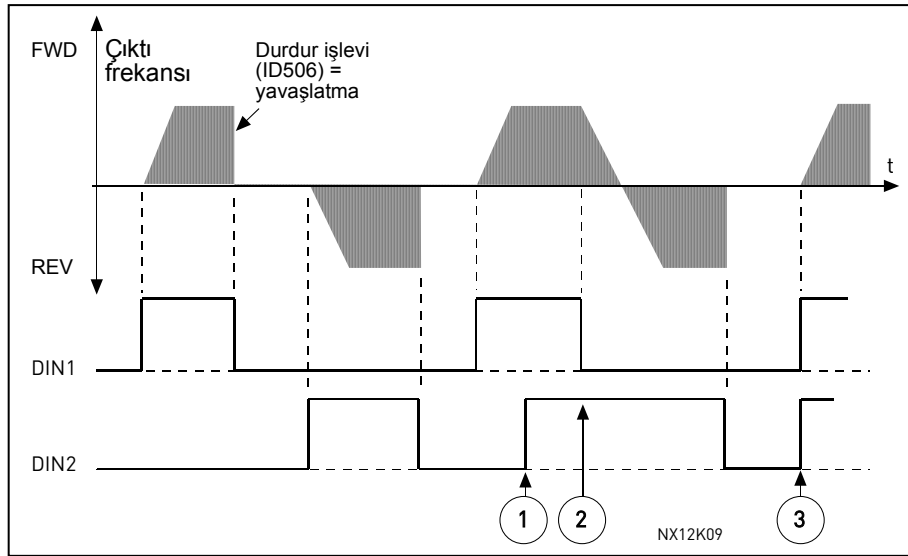 FWD
Çıktı
frekansı
Durdur işlevi
(ID506) =
yavaşlatma
t
REV
DIN1
DIN2
1
2
3
NX12K09